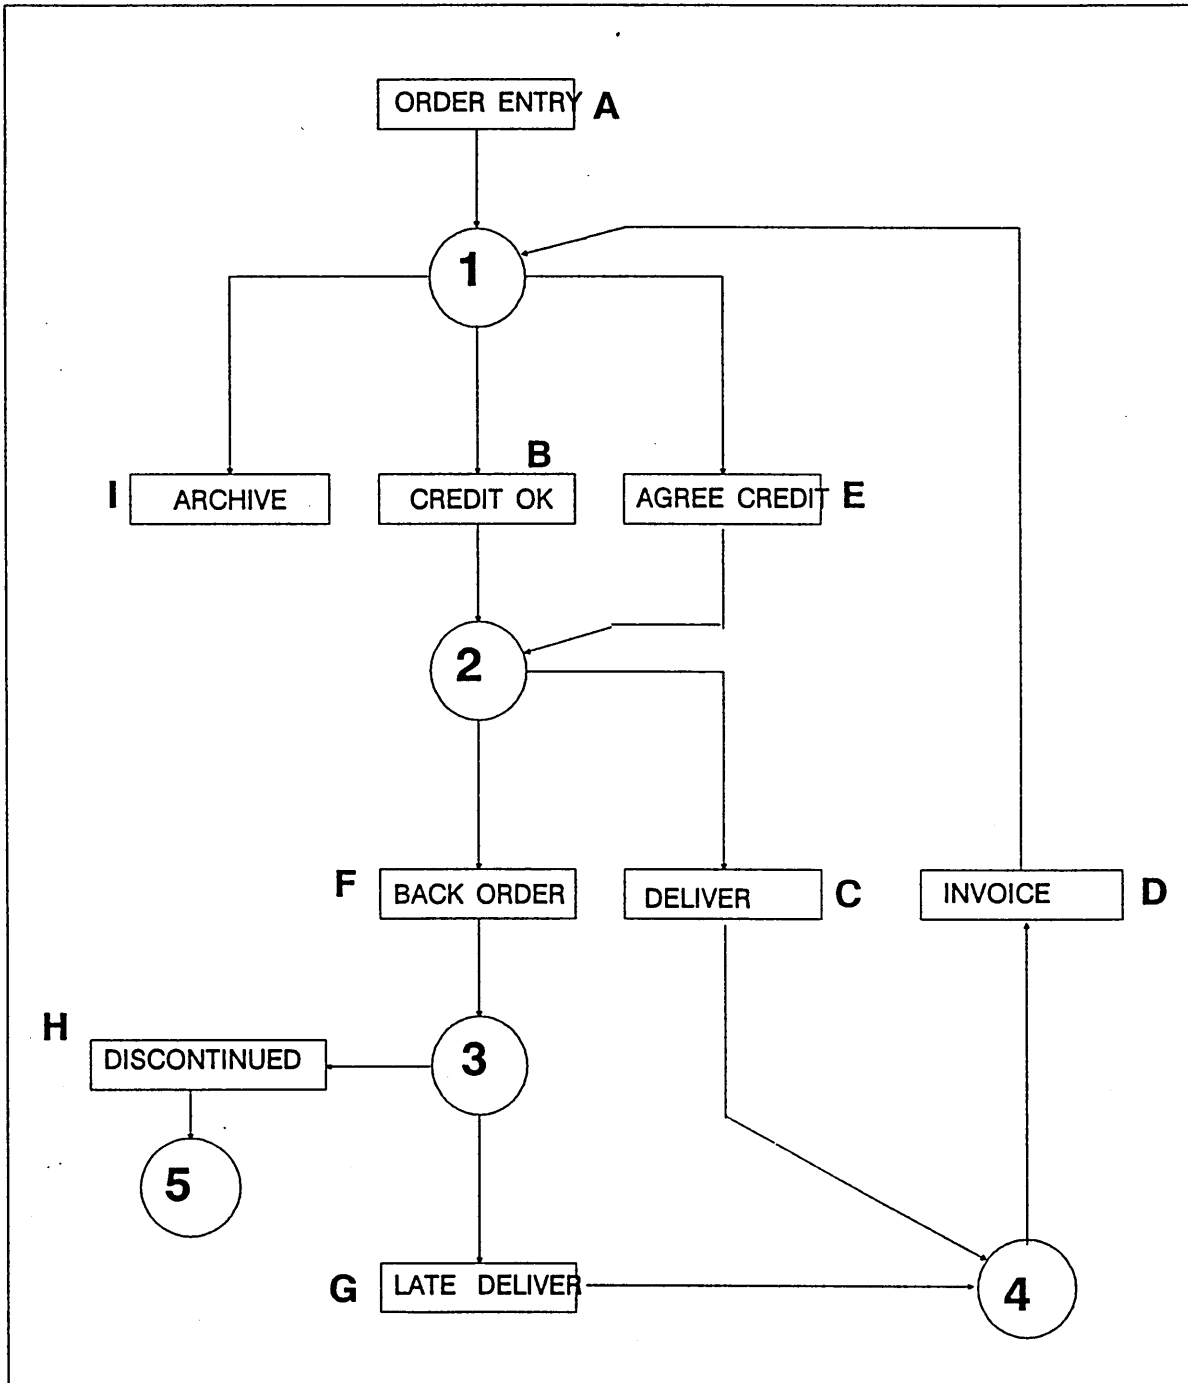 ORDER ENTRY A
1
B
I ARCHIVE CREDIT OK AGREE CREDIT E
2
F BACK ORDER DELIVER C INVOICE D
H
DISCONTINUED 3
5
G LATE DELIVER 4